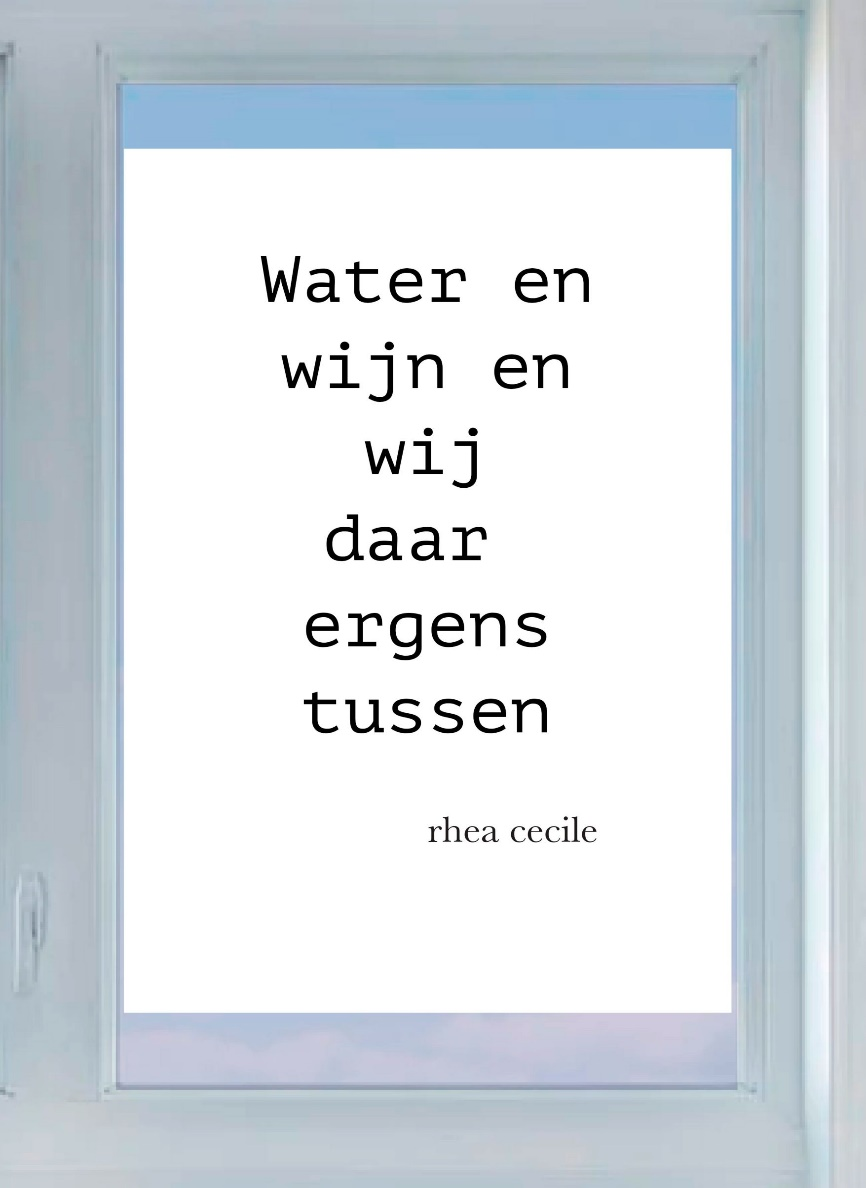 Water en
wijn en
wij
daar
ergens
tussen
rhea cecile